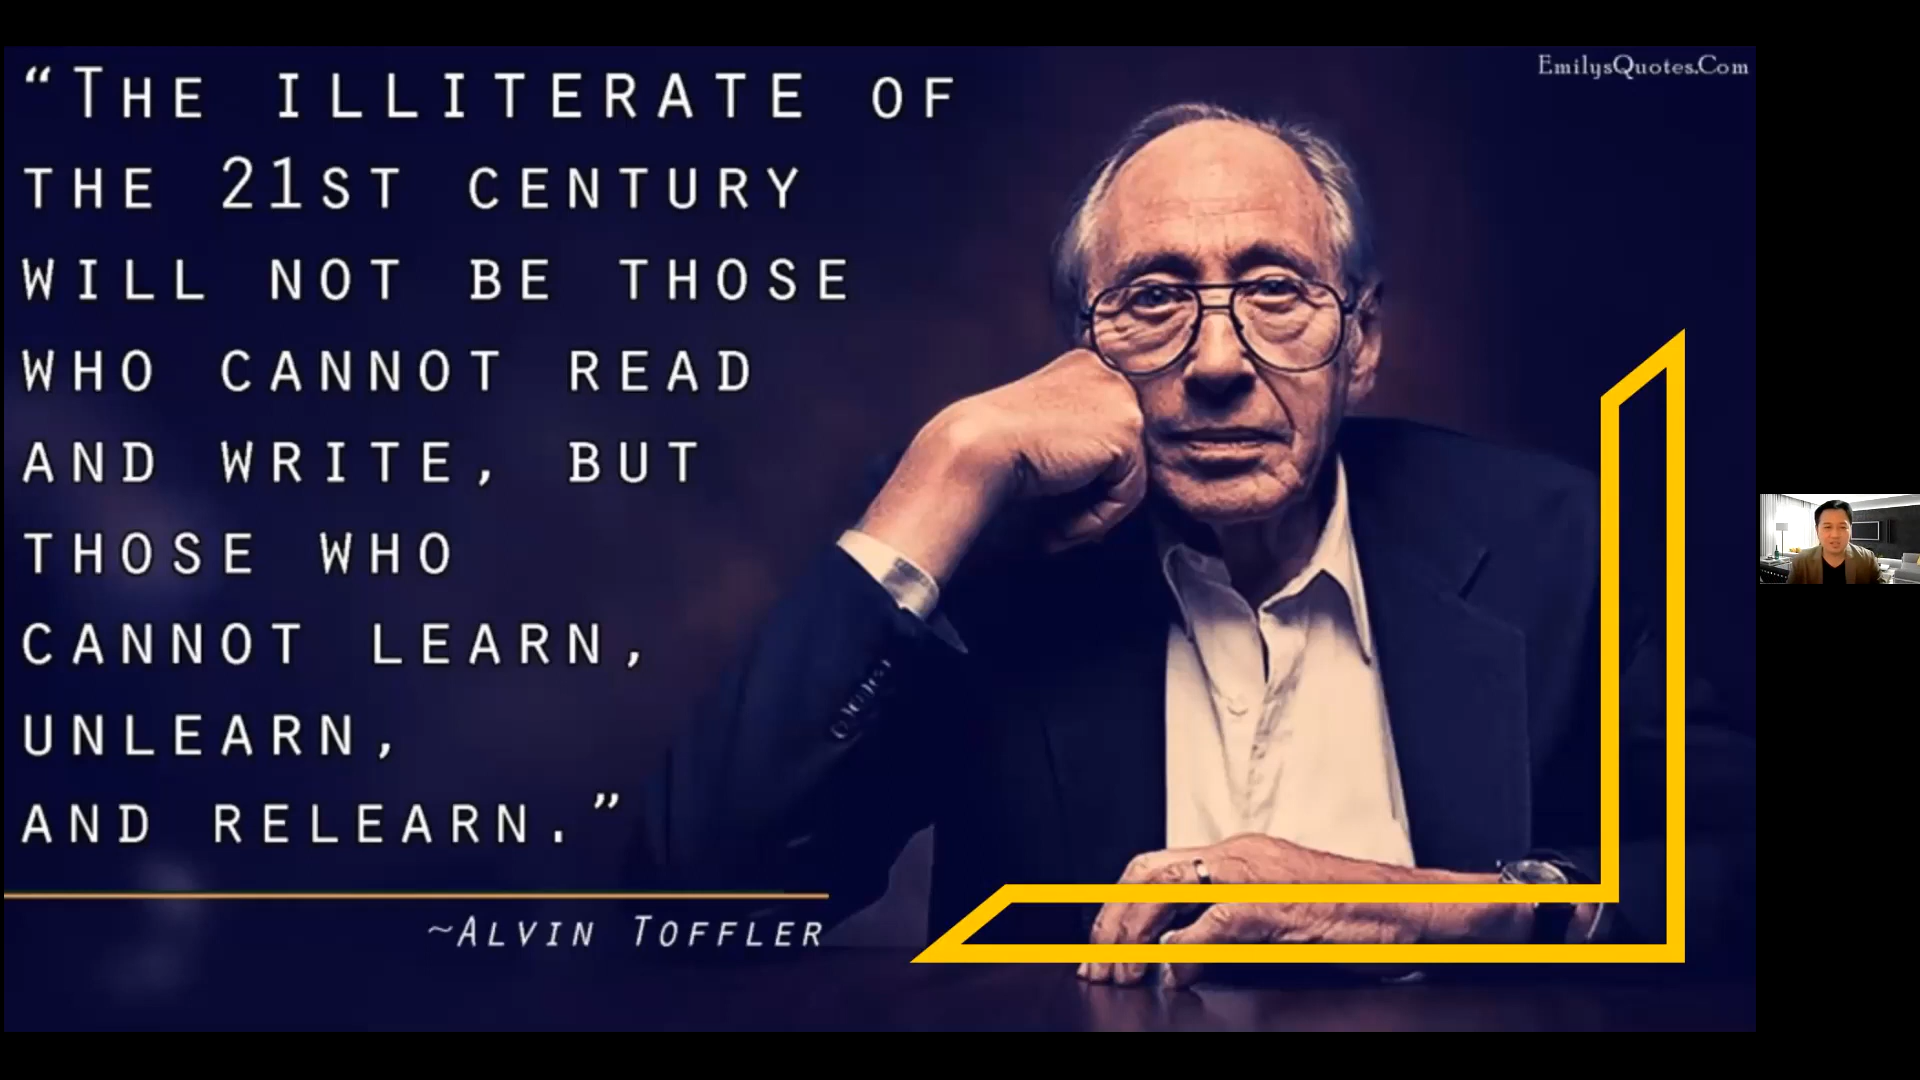 “The illiterate of
the 21st century
will not be those
who cannot read
and write, but
those who
cannot learn,
unlearn,
and relearn.”
~Alvin Toffler
EmilysQuotes.Com